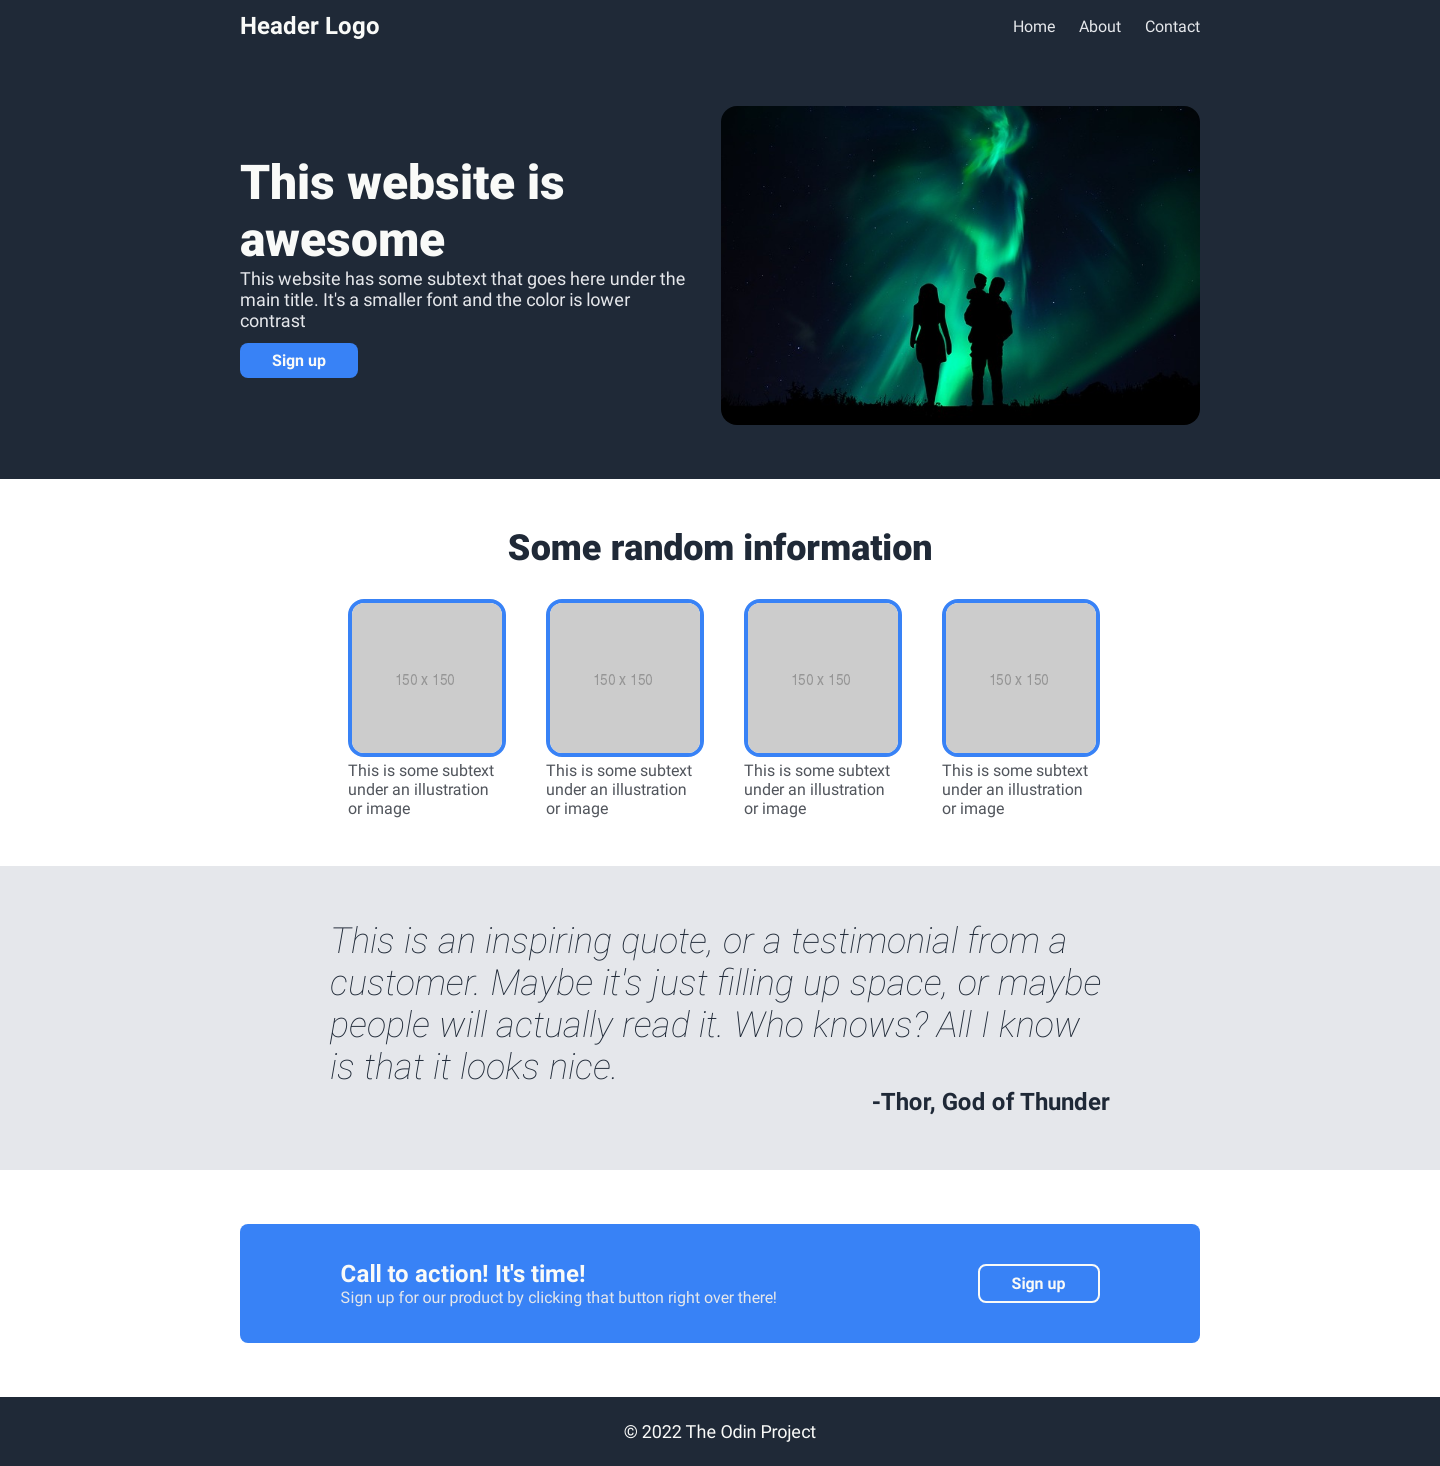 Header Logo
Home About Contact
This website is
awesome
This website has some subtext that goes here under the
main title. It's a smaller font and the color is lower
contrast
Sign up
Some random information
150 x 150
150 x 150
150 x 150
150 x 150
This is some subtext
under an illustration
or image
This is some subtext
under an illustration
or image
This is some subtext
under an illustration
or image
This is some subtext
under an illustration
or image
This is an inspiring quote, or a testimonial from a
customer. Maybe it's just filling up space, or maybe
people will actually read it. Who knows? All I know
is that it looks nice.
-Thor, God of Thunder
Call to action! It's time!
Sign up for our product by clicking that button right over there!
Sign up
© 2022 The Odin Project